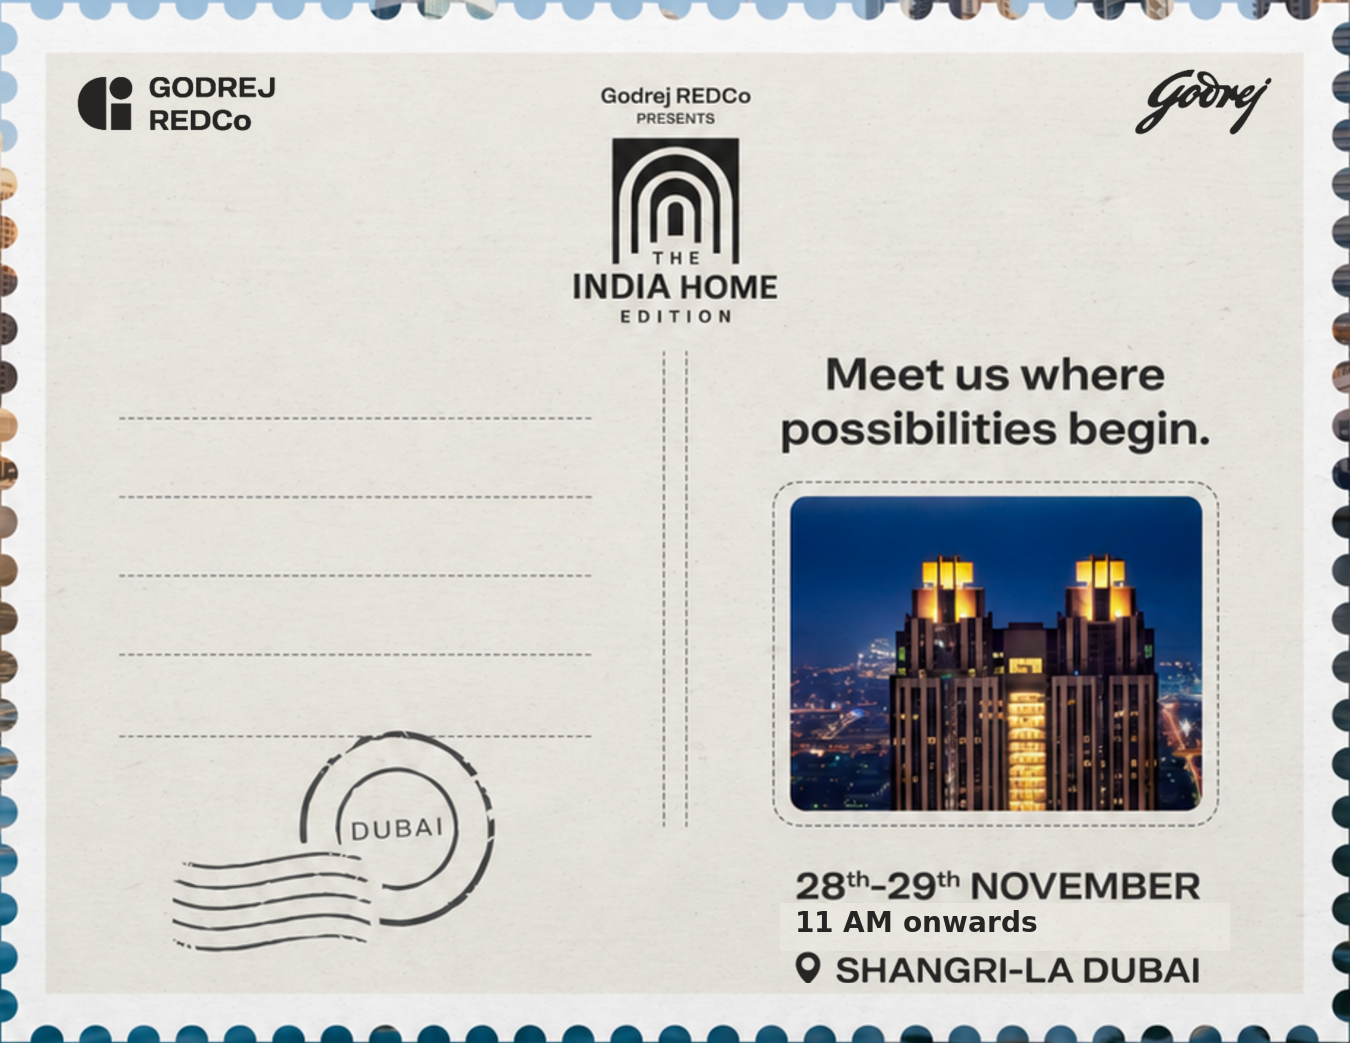 GODREJ
REDCo
Godrej REDCo
PRESENTS
Godrej
THE
INDIA HOME
EDITION
Meet us where
possibilities begin.
DUBAI
28th-29th NOVEMBER
11 AM onwards
SHANGRI-LA DUBAI